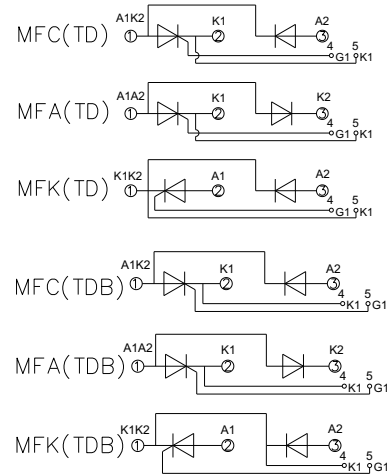 MFC(TD) A1K2 1 K1 2 A2 3 4 G1 5 K1
MFA(TD) A1A2 1 K1 2 K2 3 4 G1 5 K1
MFK(TD) K1K2 1 A1 2 A2 3 4 G1 5 K1
MFC(TDB) A1K2 1 K1 2 A2 3 4 K1 5 G1
MFA(TDB) A1A2 1 K1 2 K2 3 4 K1 5 G1
MFK(TDB) K1K2 1 A1 2 A2 3 4 K1 5 G1